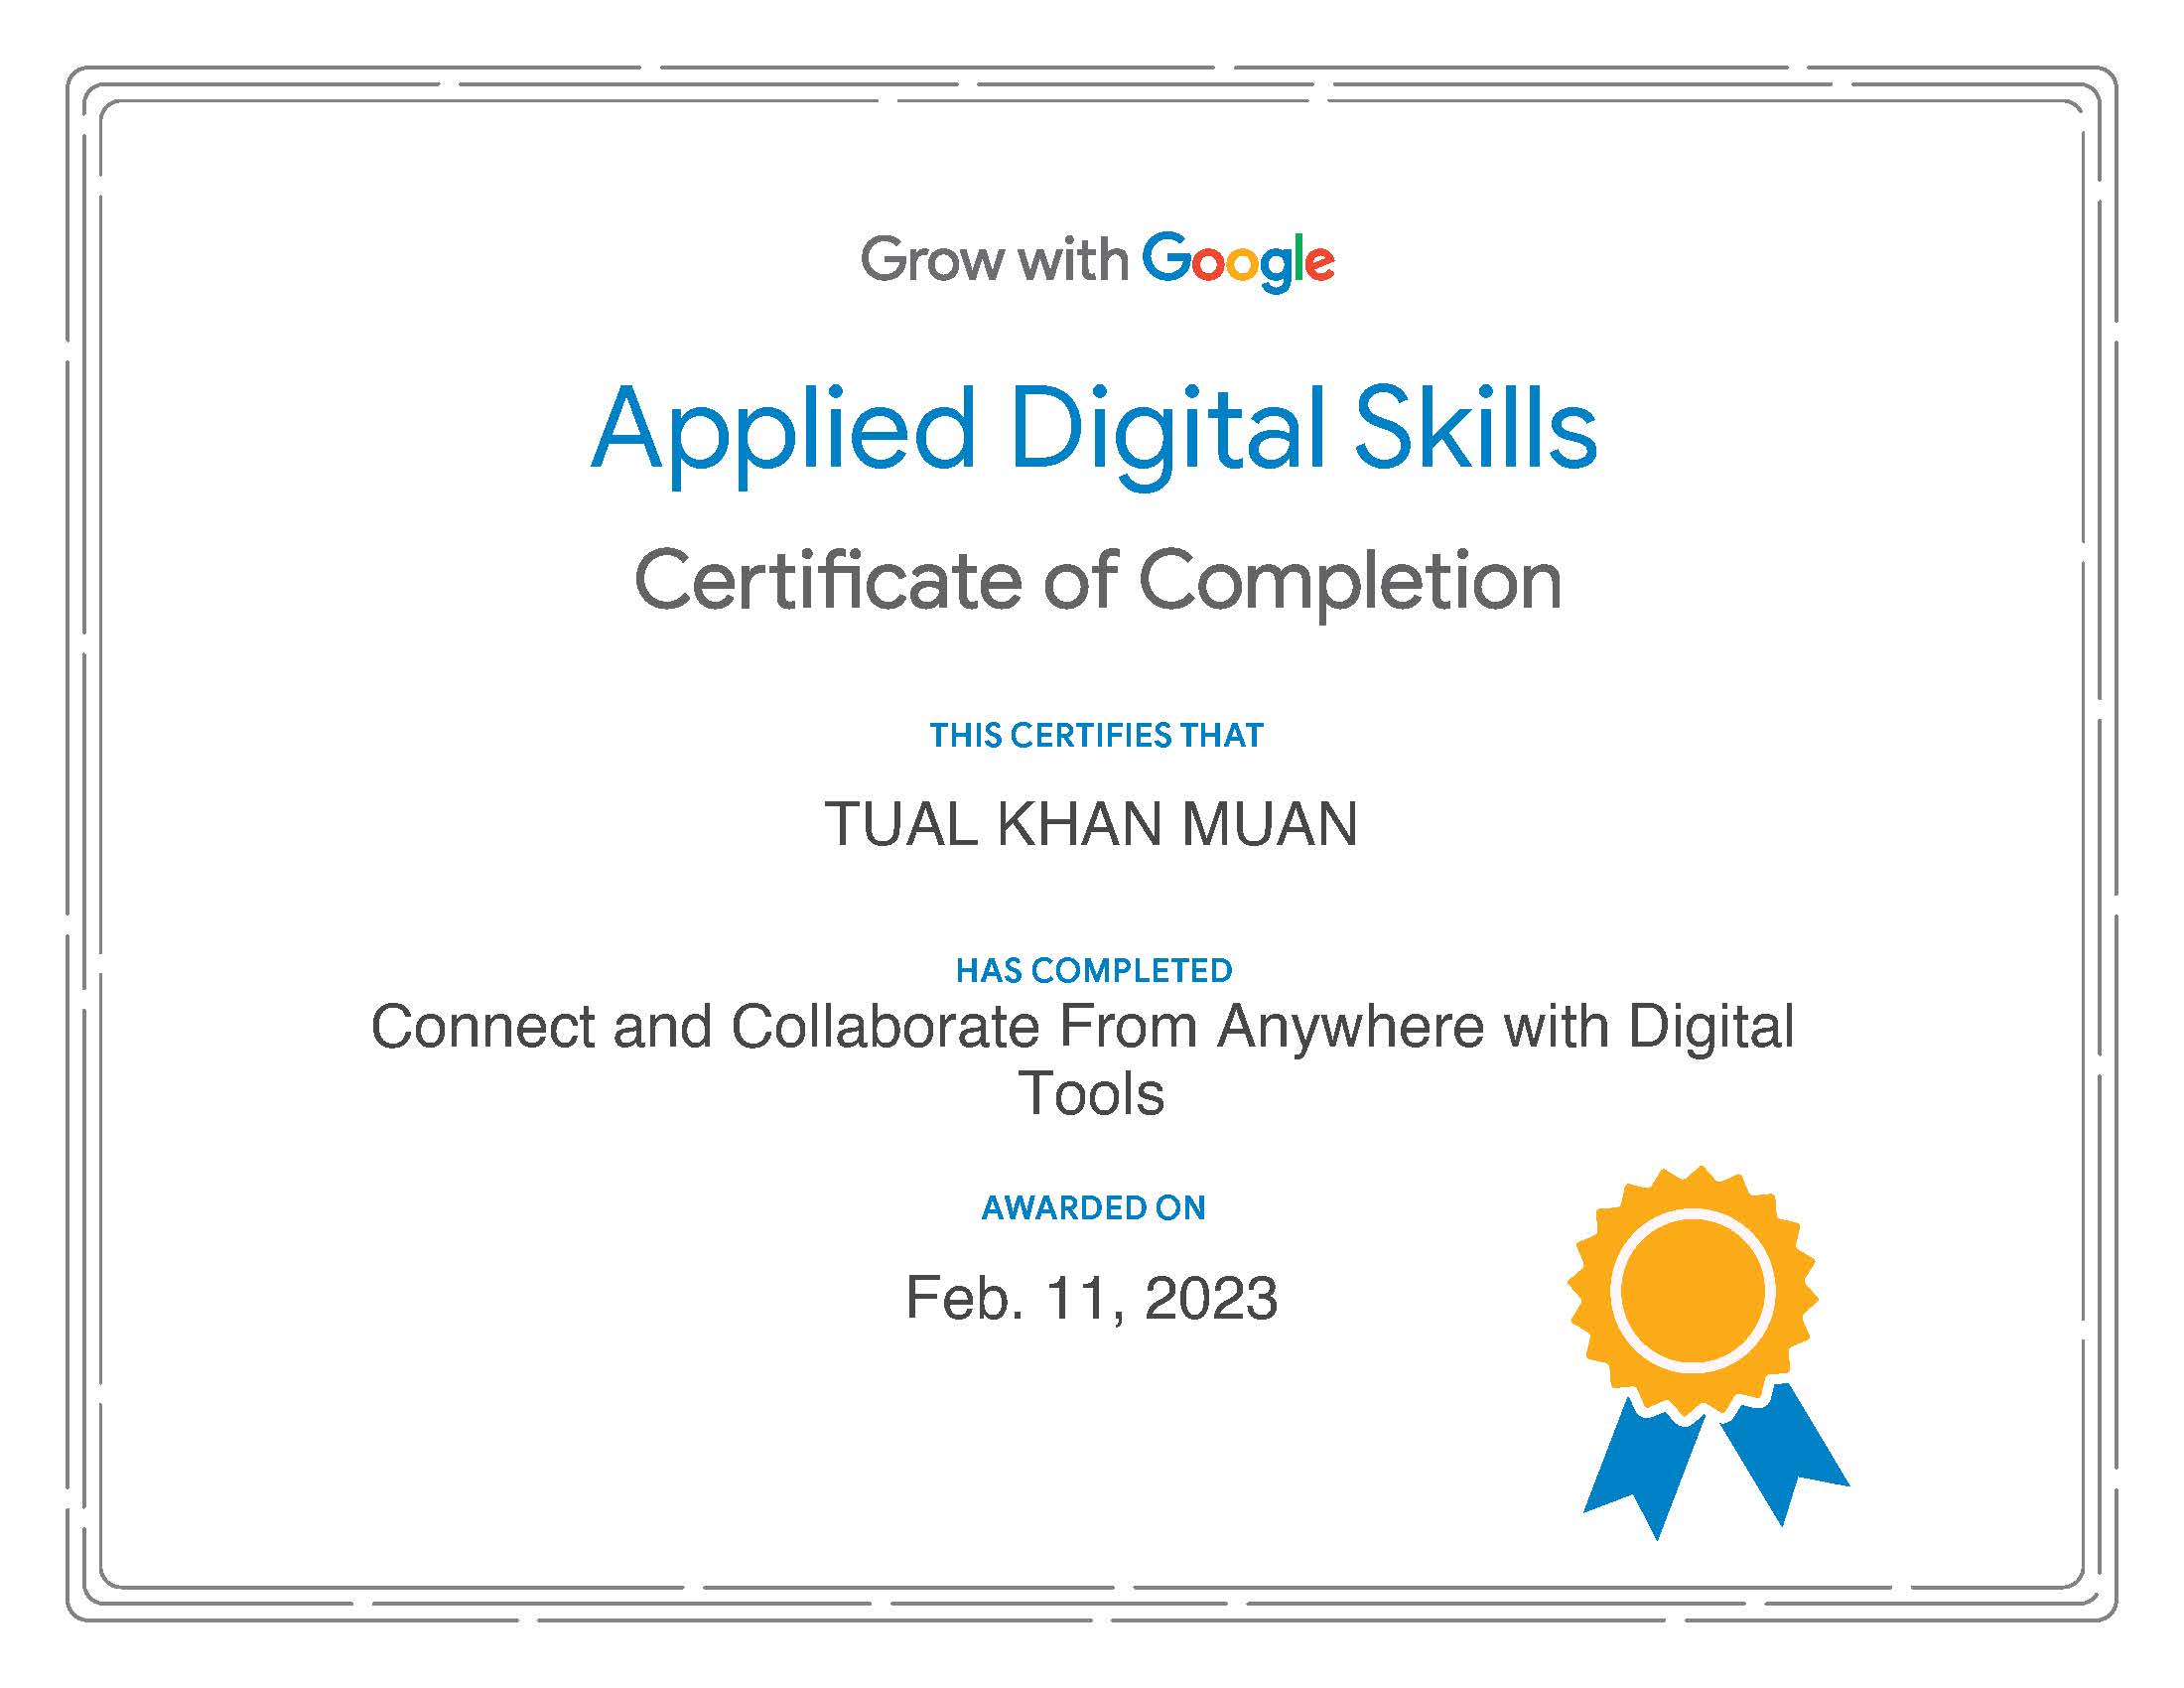 Grow with Google
Applied Digital Skills
Certificate of Completion
THIS CERTIFIES THAT
TUAL KHAN MUAN
HAS COMPLETED
Connect and Collaborate From Anywhere with Digital
Tools
AWARDED ON
Feb. 11, 2023